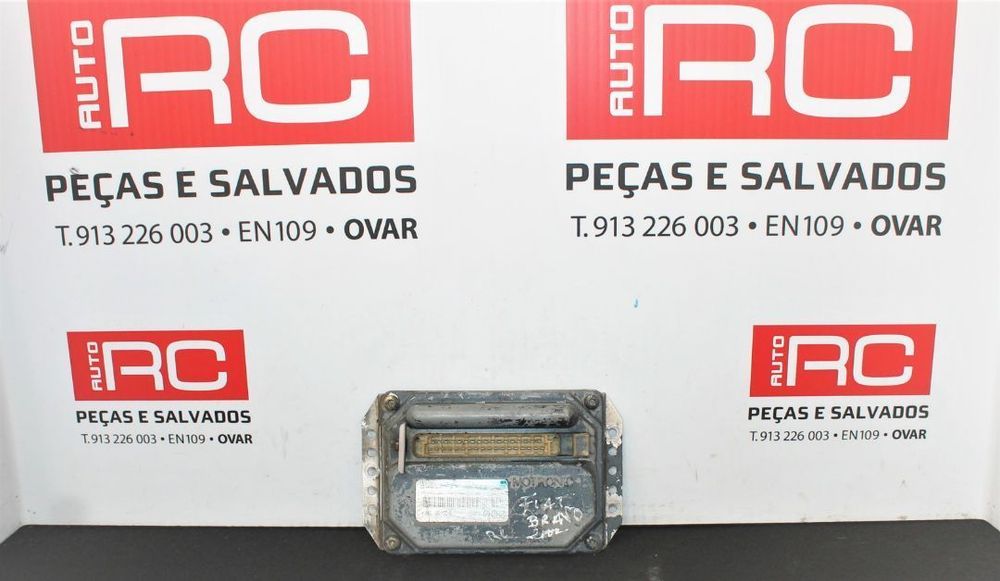 AUTO RC
PEÇAS E SALVADOS
T. 913 226 003 • EN109 • OVAR
AUTO RC
PEÇAS E SALVADOS
T. 913 226 003 • EN109 • OVAR
AUTO RC
PEÇAS E SALVADOS
T. 913 226 003 • EN109 • OVAR
AUTO RC
PEÇAS E SALVADOS
T. 913 226 003 • EN109 • OVAR
FIAT
BRAVO
2002